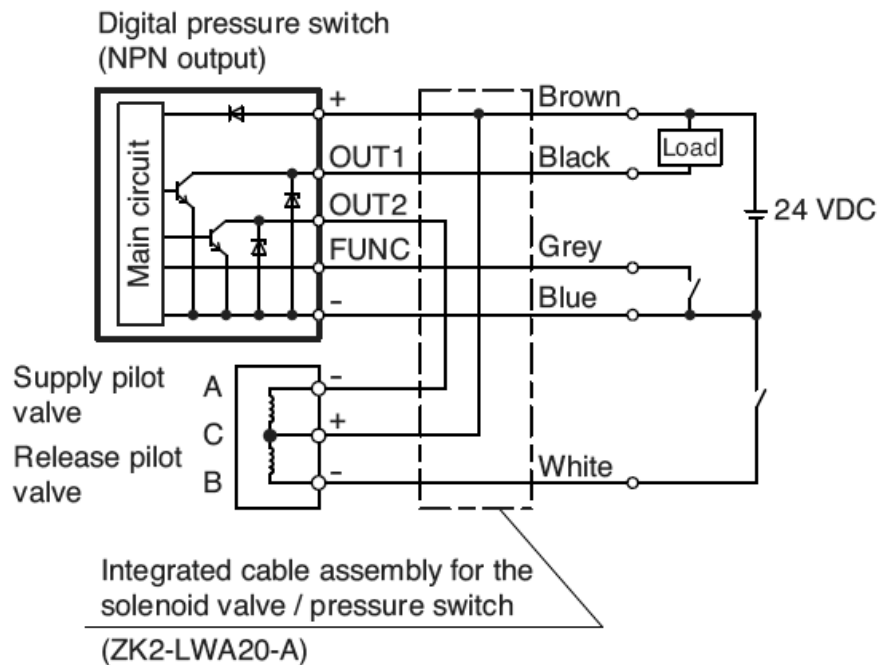 Digital pressure switch
(NPN output)
Main circuit
+
OUT1
OUT2
FUNC
-
Brown
Black
Grey
Blue
Load
24 VDC
Supply pilot
valve
Release pilot
valve
A
C
B
-
+
-
White
Integrated cable assembly for the
solenoid valve / pressure switch
(ZK2-LWA20-A)